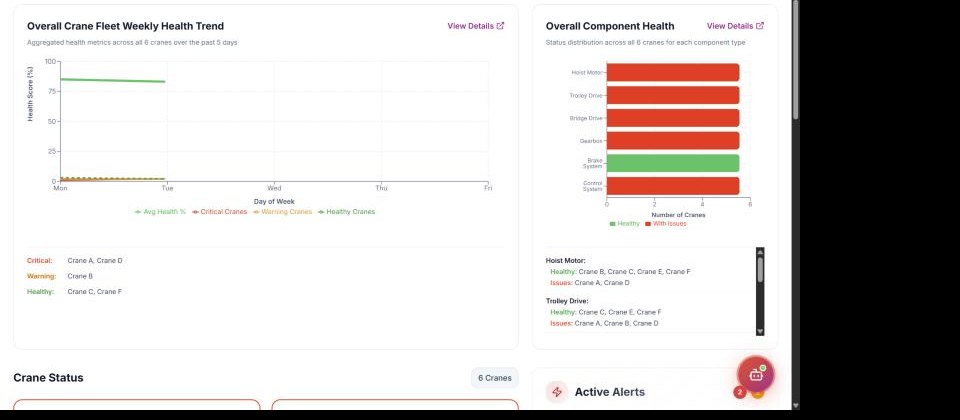 Overall Crane Fleet Weekly Health Trend
View Details
Aggregated health metrics across all 6 cranes over the past 5 days
Health Score (%)
100
75
50
25
0
Mon
Tue
Wed
Thu
Fri
Day of Week
Avg Health %
Critical Cranes
Warning Cranes
Healthy Cranes
Critical: Crane A, Crane D
Warning: Crane B
Healthy: Crane C, Crane F
Overall Component Health
View Details
Status distribution across all 6 cranes for each component type
Hoist Motor
Trolley Drive
Bridge Drive
Gearbox
Brake
System
Control
System
0
2
4
6
Number of Cranes
Healthy
With Issues
Hoist Motor:
Healthy: Crane B, Crane C, Crane E, Crane F
Issues: Crane A, Crane D
Trolley Drive:
Healthy: Crane C, Crane E, Crane F
Issues: Crane A, Crane B, Crane D
Crane Status
6 Cranes
Active Alerts
2